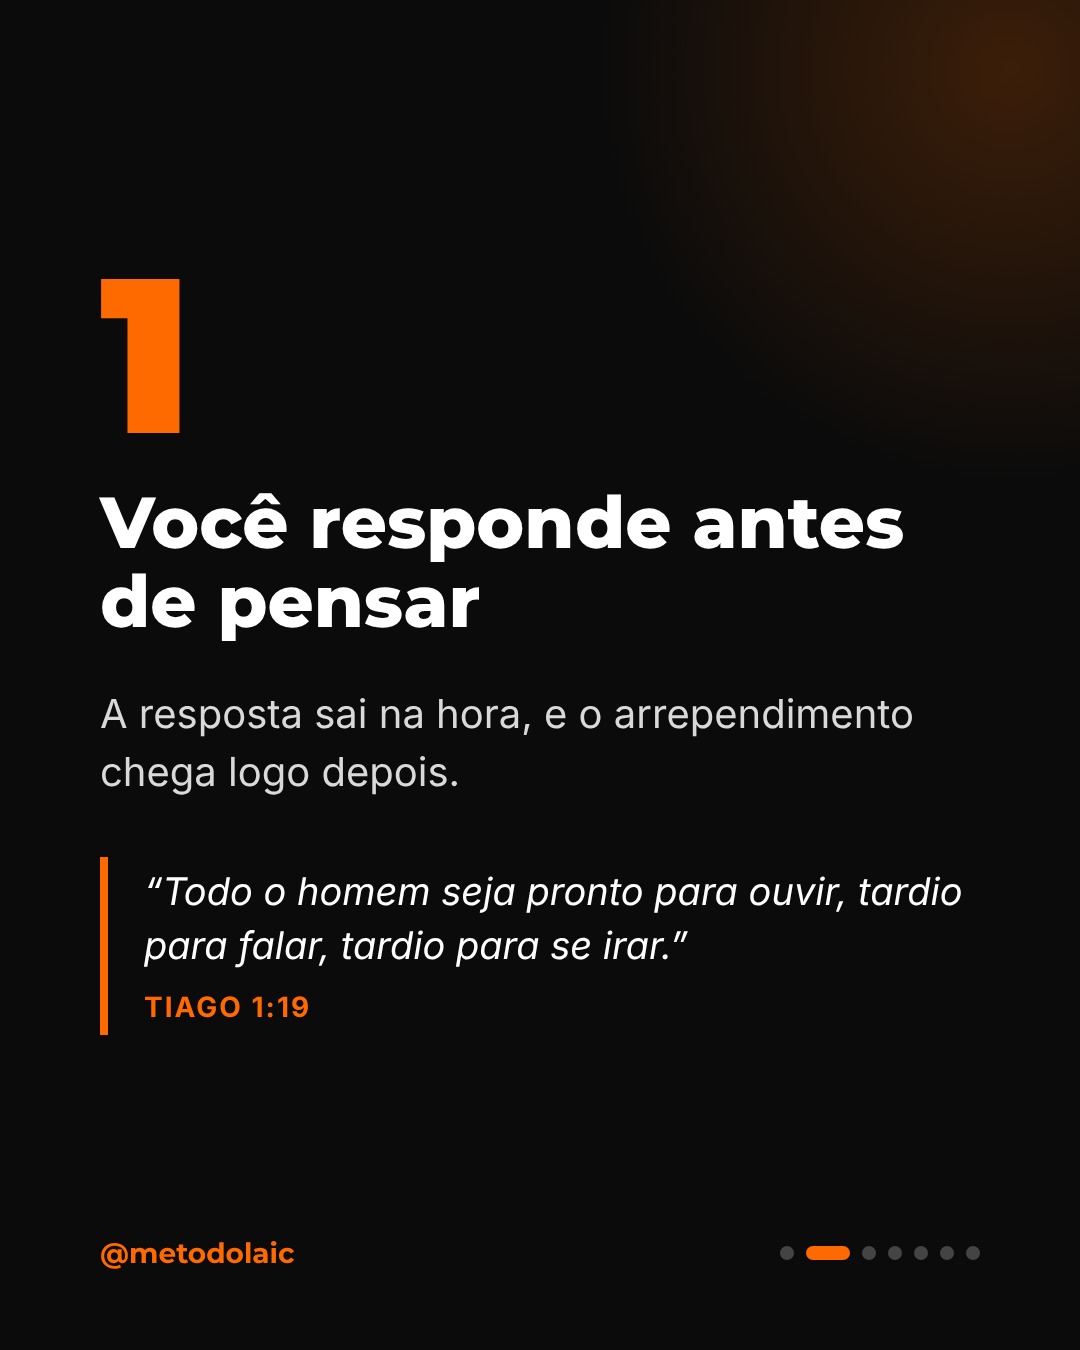 1
Você responde antes
de pensar
A resposta sai na hora, e o arrependimento
chega logo depois.
“Todo o homem seja pronto para ouvir, tardio
para falar, tardio para se irar.”
TIAGO 1:19
@metodolaic